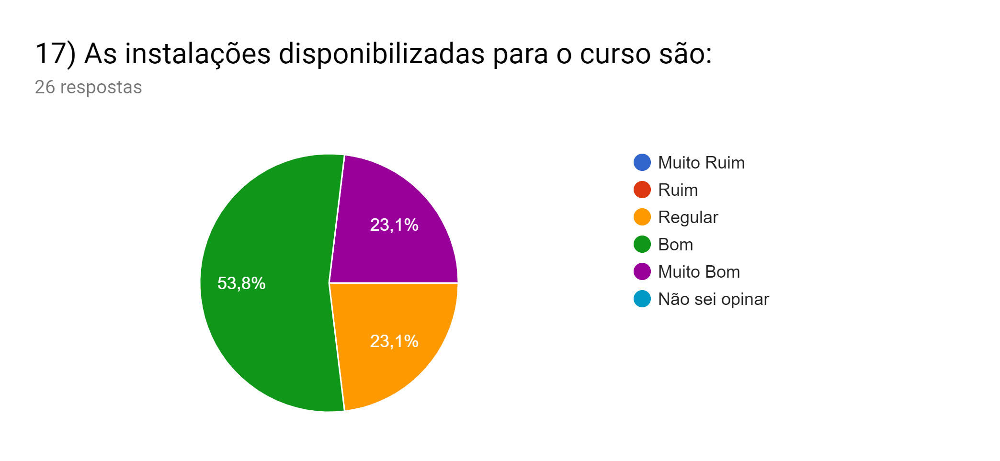 17) As instalações disponibilizadas para o curso são:
26 respostas
23,1%
53,8%
23,1%
Muito Ruim
Ruim
Regular
Bom
Muito Bom
Não sei opinar